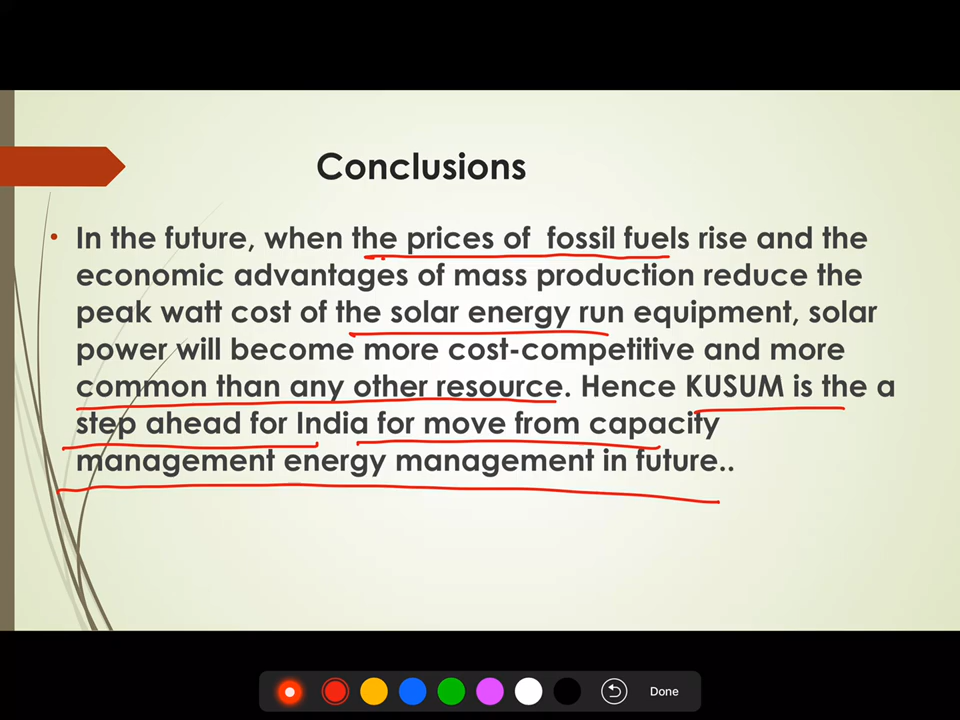 Conclusions
• In the future, when the prices of fossil fuels rise and the
economic advantages of mass production reduce the
peak watt cost of the solar energy run equipment, solar
power will become more cost-competitive and more
common than any other resource. Hence KUSUM is the a
step ahead for India for move from capacity
management energy management in future..
Done